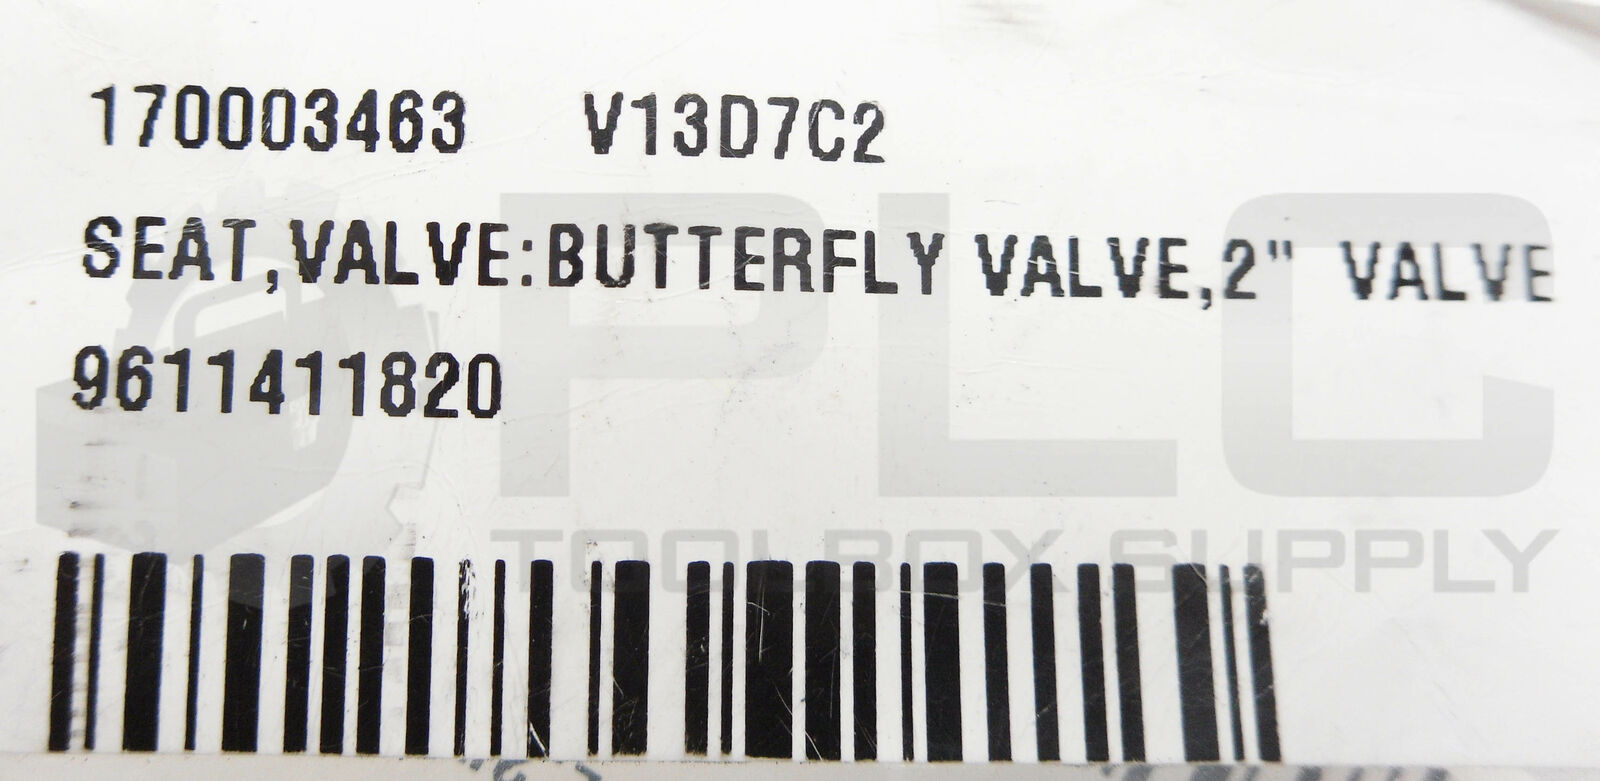 170003463 V13D7C2
SEAT,VALVE:BUTTERFLY VALVE,2" VALVE
9611411820
PLC
TOOLBOX SUPPLY